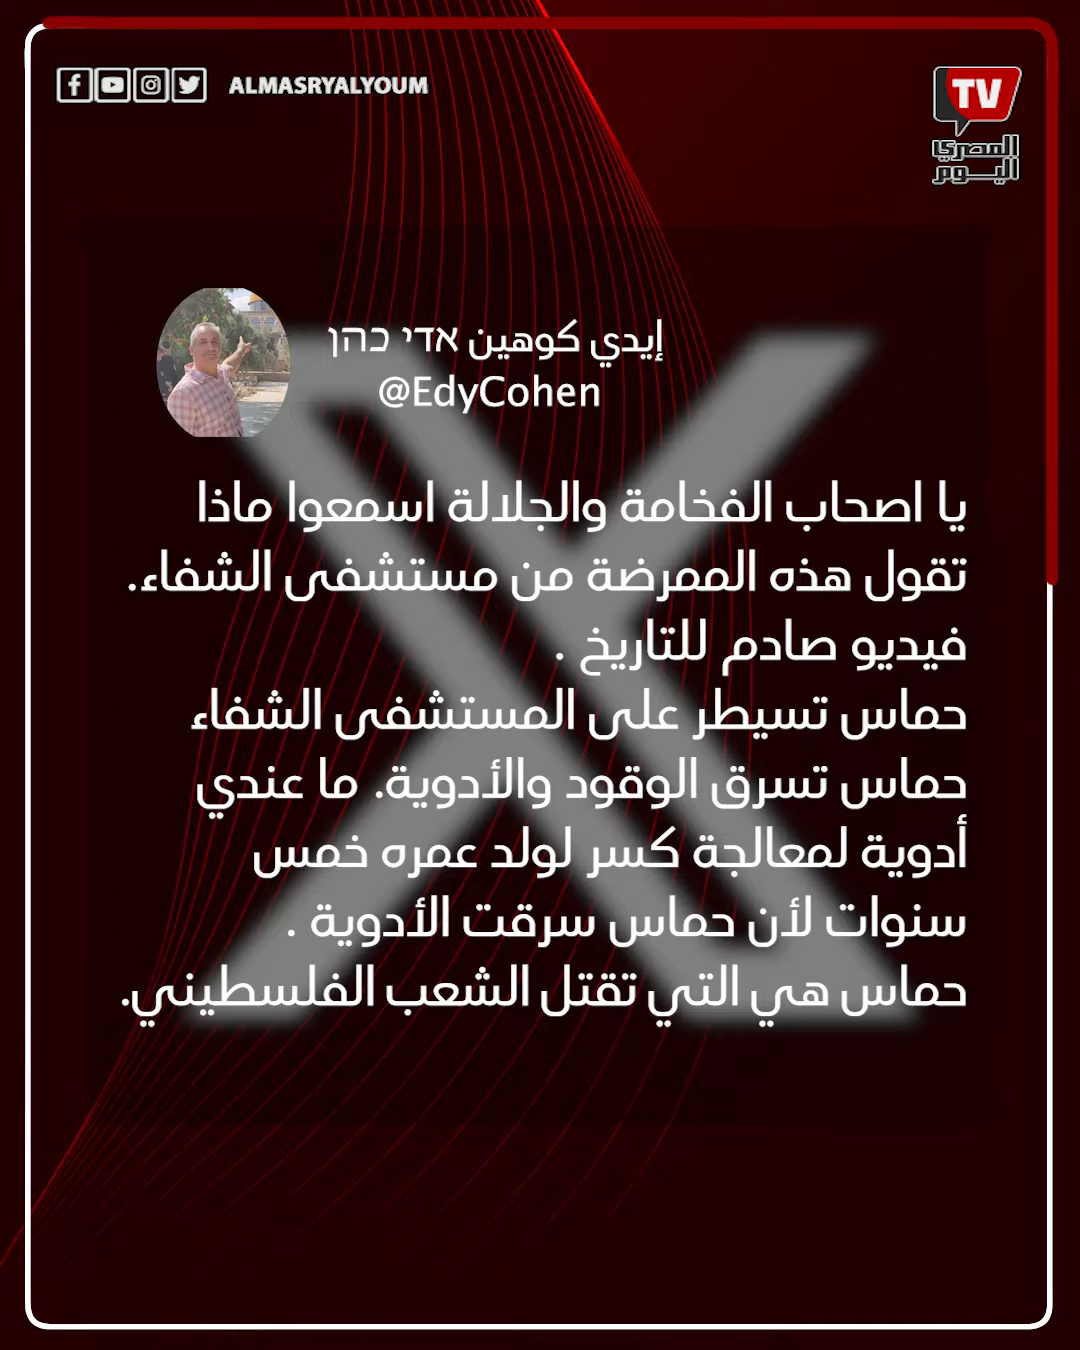 ALMASRYALYOUM
TV
المصري
اليوم
إيدي كوهين אדי כהן
@EdyCohen
يا اصحاب الفخامة والجلالة اسمعوا ماذا
تقول هذه الممرضة من مستشفى الشفاء.
فيديو صادم للتاريخ .
حماس تسيطر على المستشفى الشفاء
حماس تسرق الوقود والأدوية. ما عندي
أدوية لمعالجة كسر لولد عمره خمس
سنوات لأن حماس سرقت الأدوية .
حماس هي التي تقتل الشعب الفلسطيني.